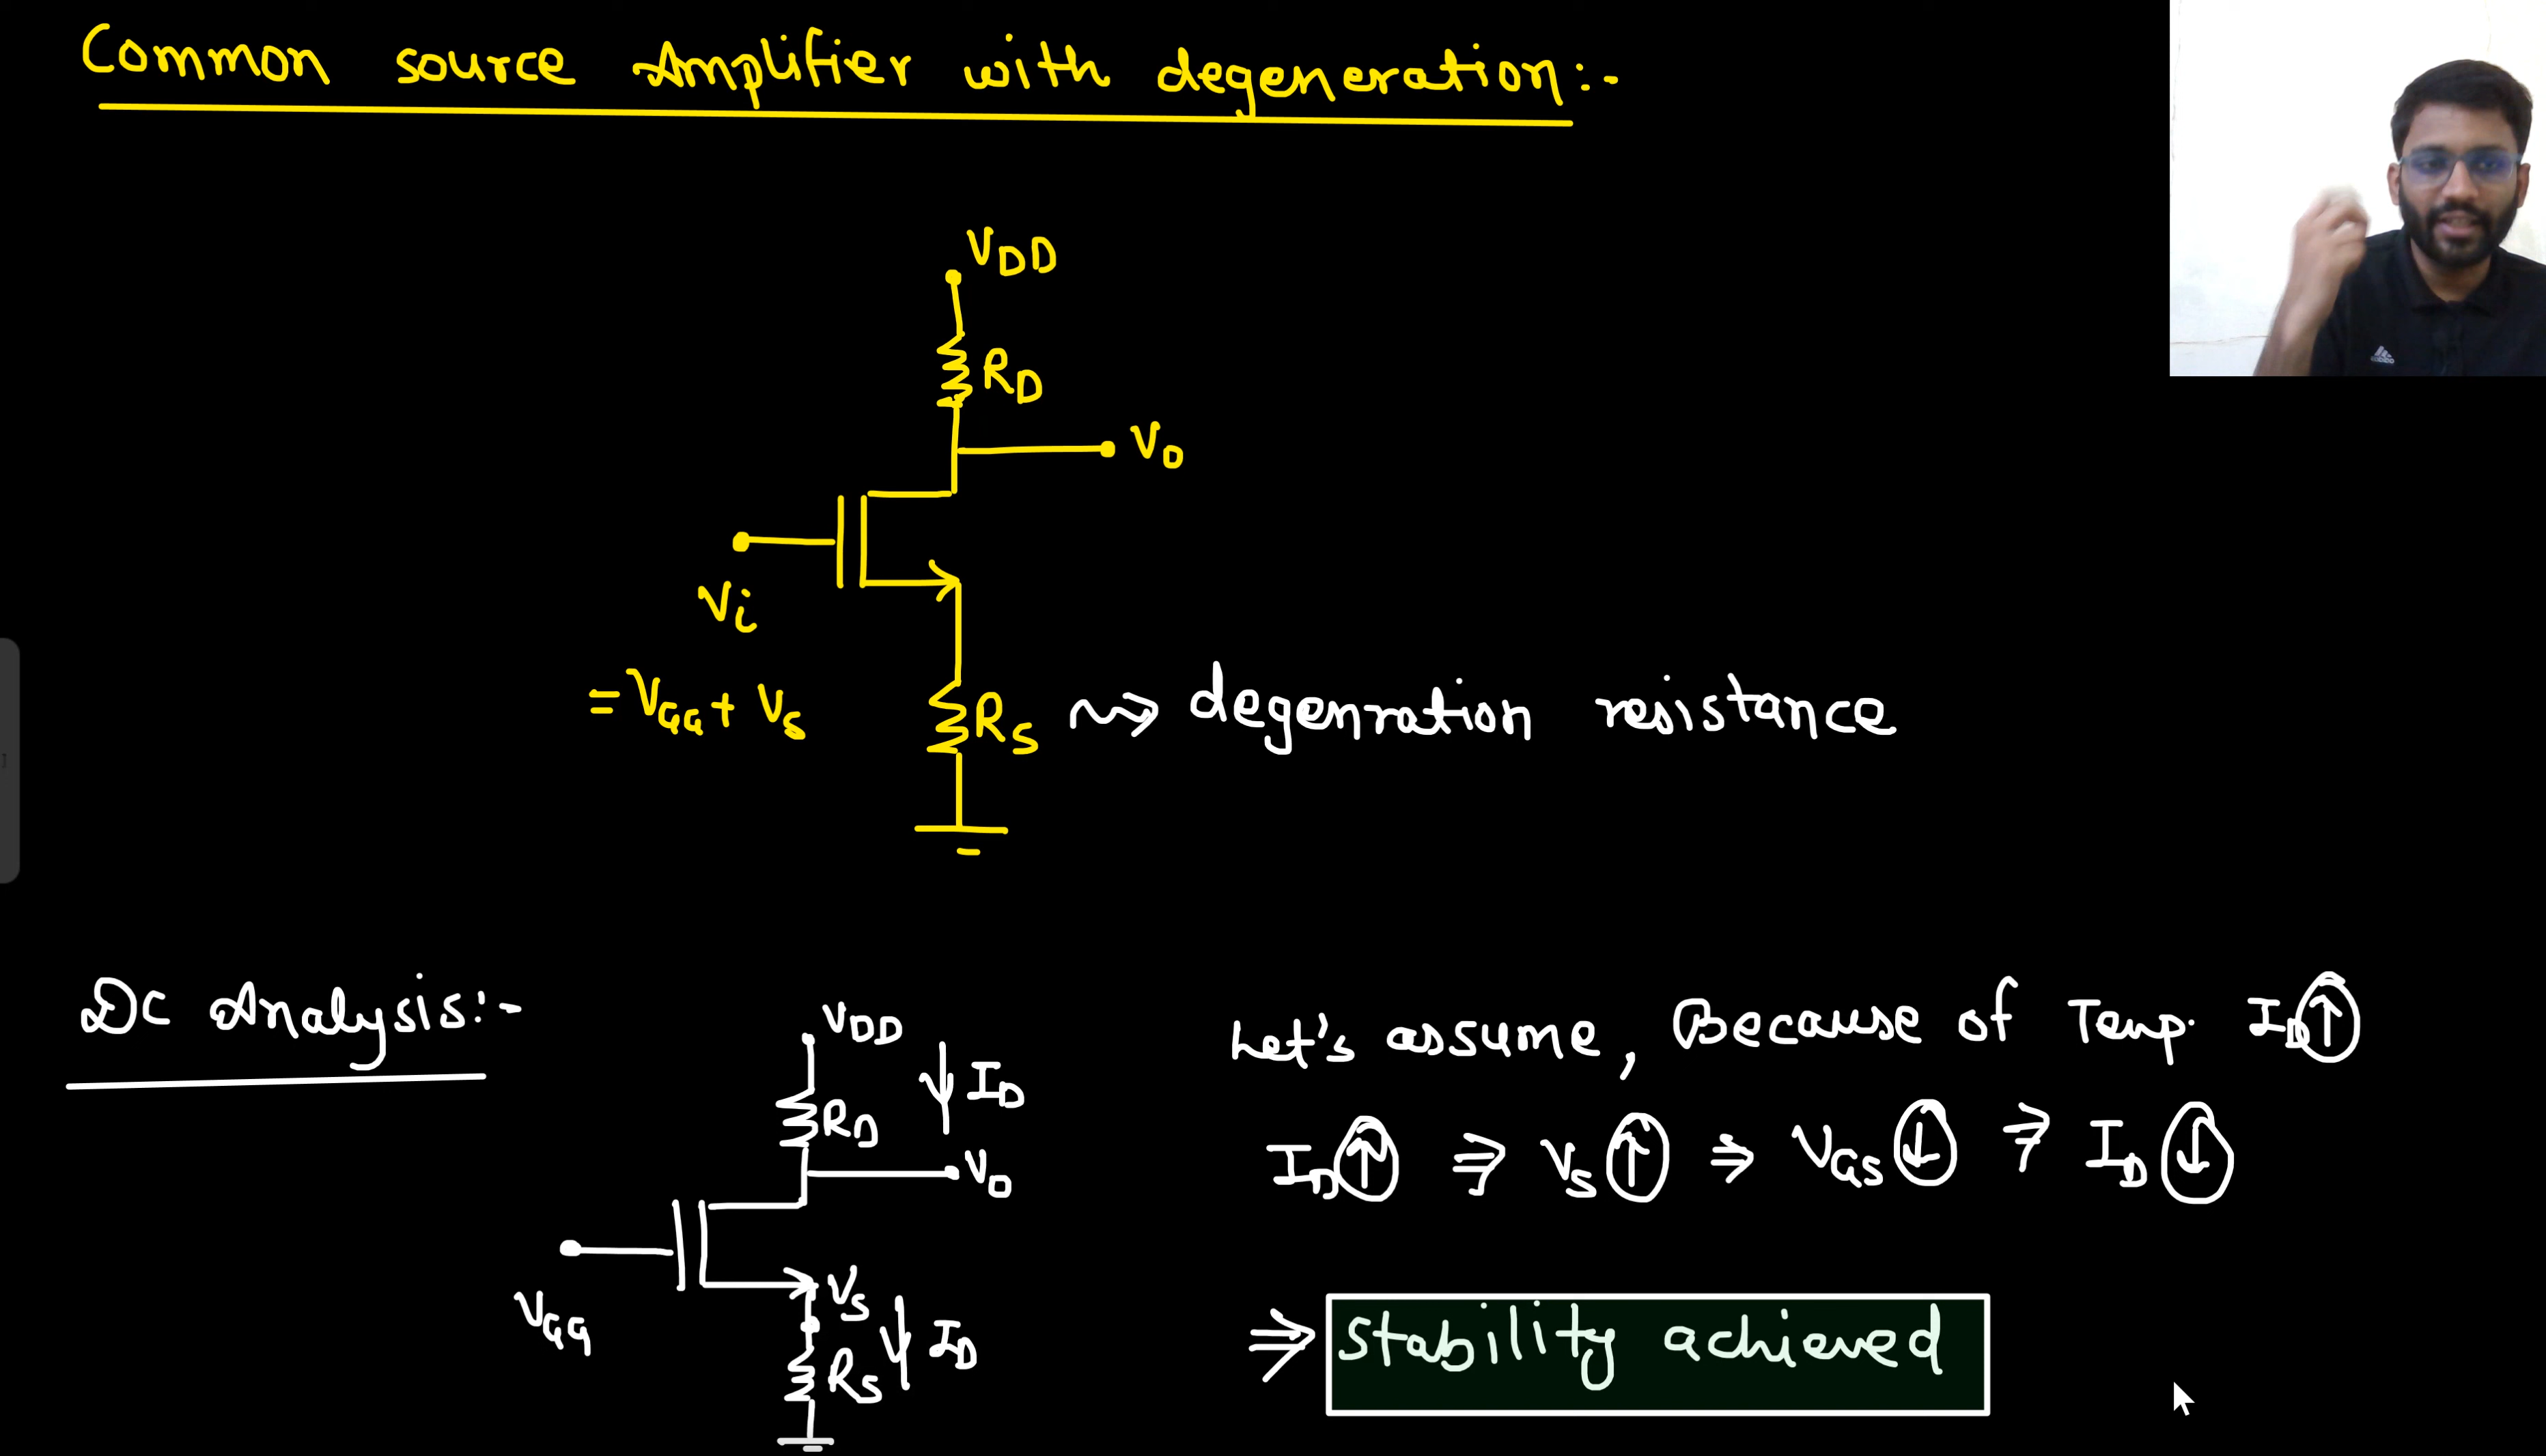 Common source Amplifier with degeneration:-
VDD
RD
Vo
Vi
= VGG + Vs
Rs ⇝ degenration resistance
DC Analysis:-
VDD
ID
RD
Vo
VGG
Vs
ID
Rs
Let's assume, Because of Temp. ID↑
ID↑ ⇒ Vs↑ ⇒ VGS↓ ⇒ ID↓
⇒ Stability achieved
adidas